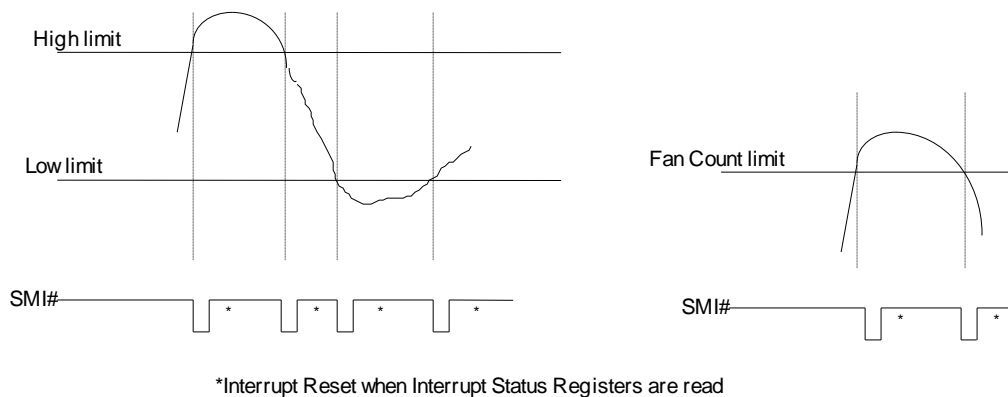 High limit
Low limit
SMI#
* * * *
Fan Count limit
SMI#
* *
*Interrupt Reset when Interrupt Status Registers are read